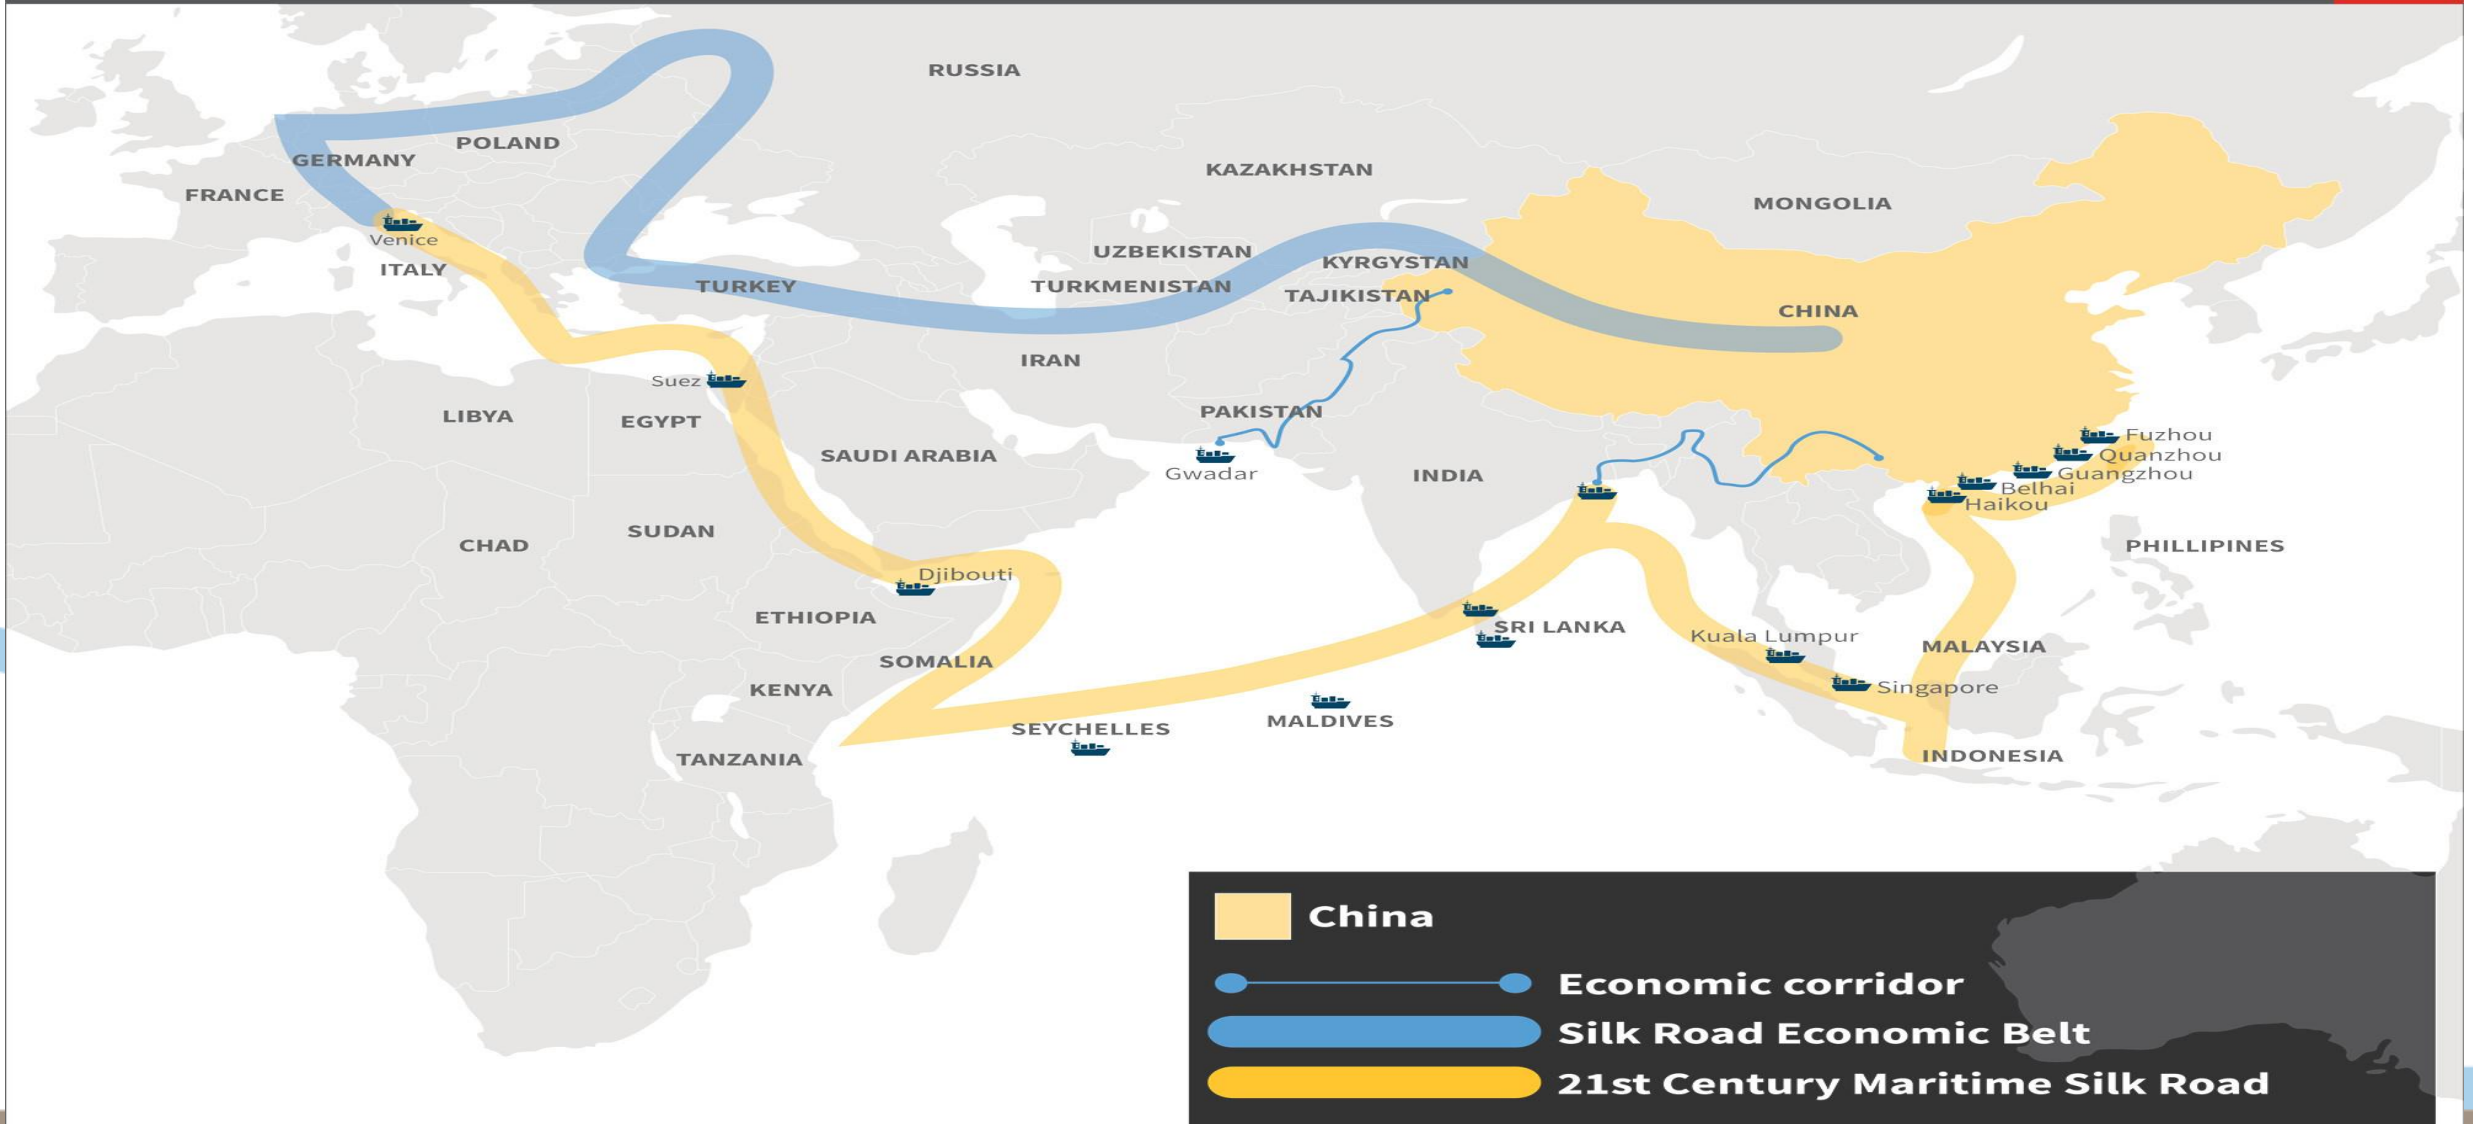 RUSSIA
POLAND
GERMANY
FRANCE
KAZAKHSTAN
MONGOLIA
Venice
ITALY
UZBEKISTAN
KYRGYSTAN
TURKEY
TURKMENISTAN
TAJIKISTAN
CHINA
IRAN
Suez
LIBYA
EGYPT
PAKISTAN
SAUDI ARABIA
Gwadar
INDIA
Fuzhou
Quanzhou
Guangzhou
Belhai
Haikou
CHAD
SUDAN
PHILLIPINES
Djibouti
ETHIOPIA
SRI LANKA
Kuala Lumpur
MALAYSIA
SOMALIA
KENYA
Singapore
SEYCHELLES
MALDIVES
TANZANIA
INDONESIA
China
Economic corridor
Silk Road Economic Belt
21st Century Maritime Silk Road